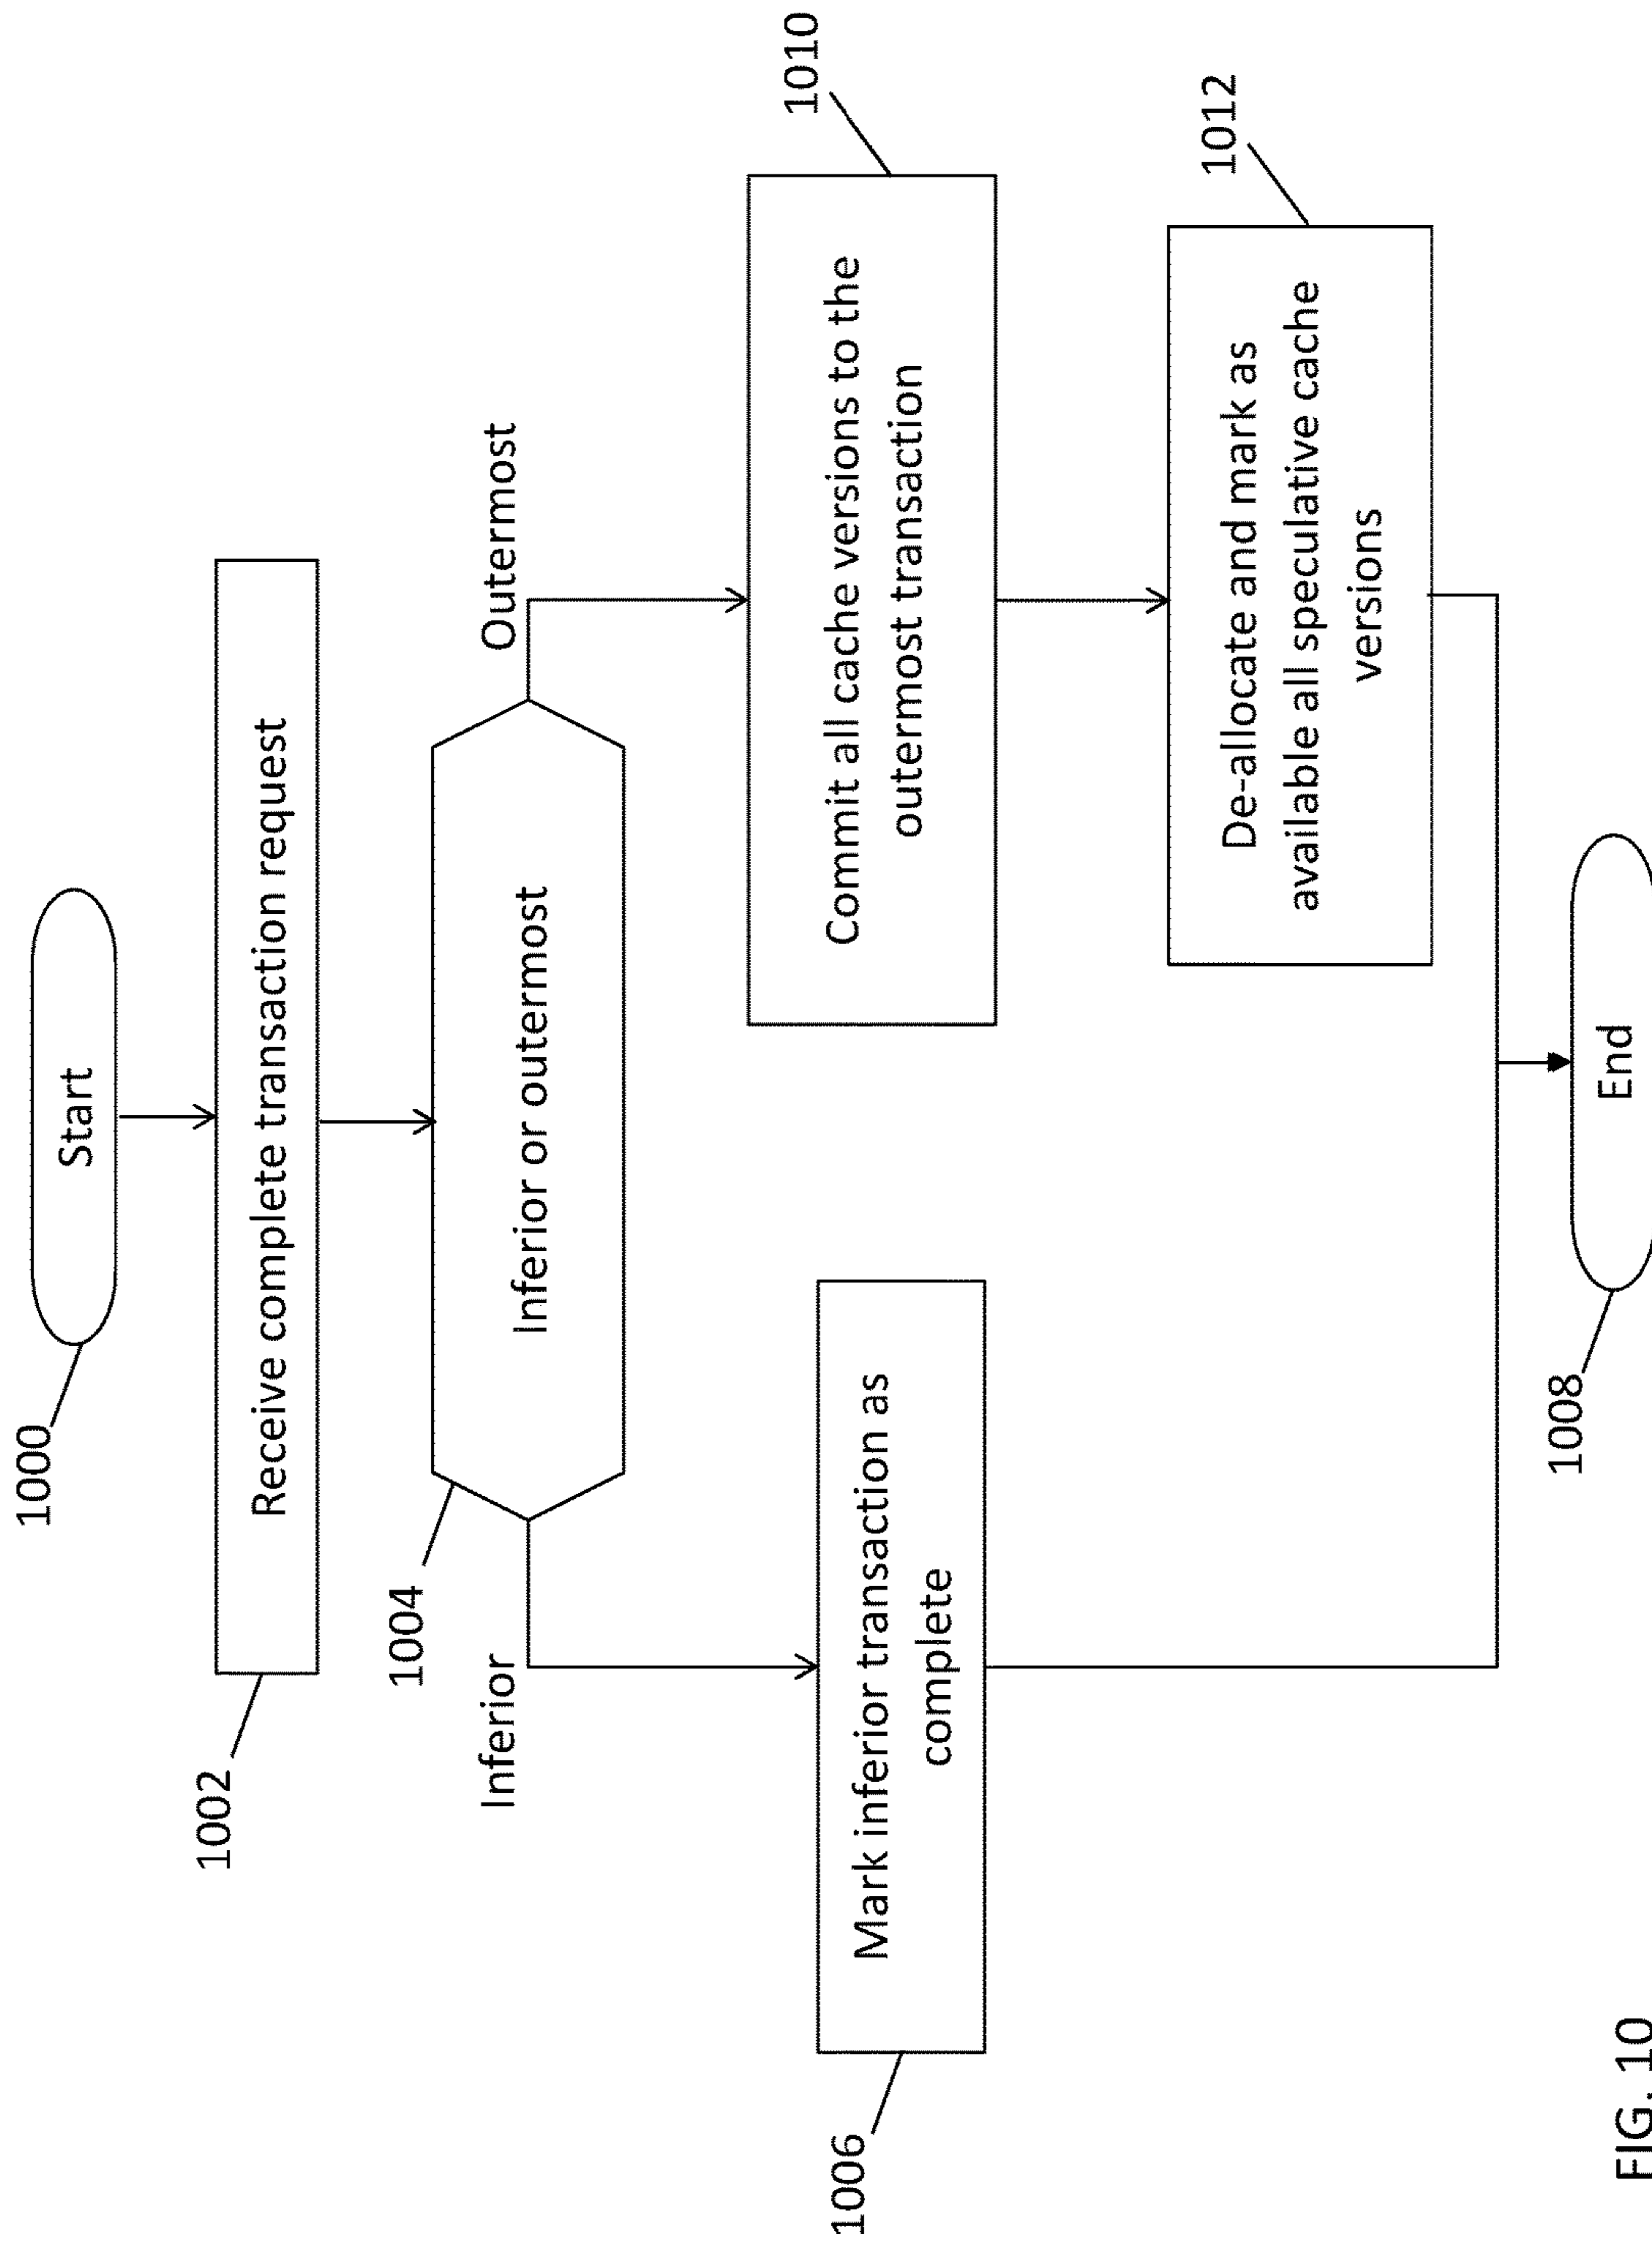 1000
Start
1002
Receive complete transaction request
1004
Inferior or outermost
Inferior
Outermost
1006
Mark inferior transaction as
complete
1010
Commit all cache versions to the
outermost transaction
1012
De-allocate and mark as
available all speculative cache
versions
1008
End
FIG. 10